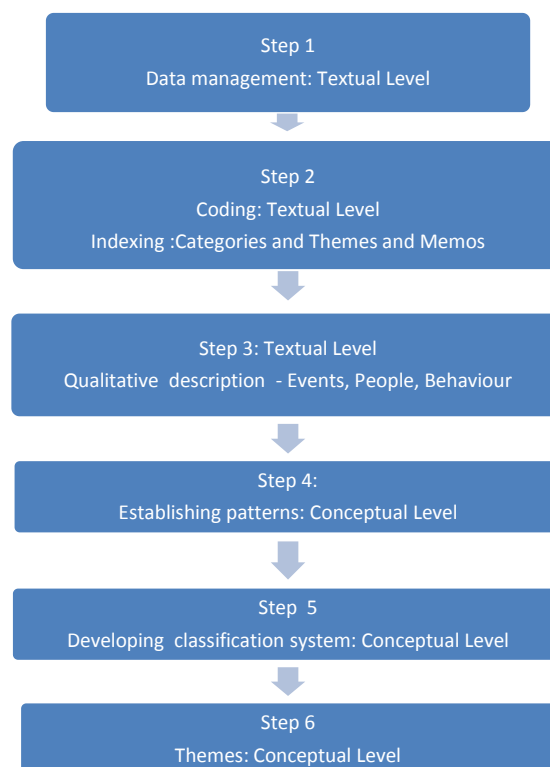 Step 1
Data management: Textual Level
Step 2
Coding: Textual Level
Indexing :Categories and Themes and Memos
Step 3: Textual Level
Qualitative description - Events, People, Behaviour
Step 4:
Establishing patterns: Conceptual Level
Step 5
Developing classification system: Conceptual Level
Step 6
Themes: Conceptual Level